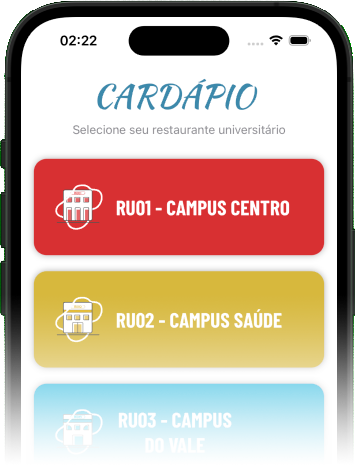 02:22
CARDÁPIO
Selecione seu restaurante universitário
RU01 - CAMPUS CENTRO
RU02 - CAMPUS SAÚDE
RU03 - CAMPUS
DO VALE